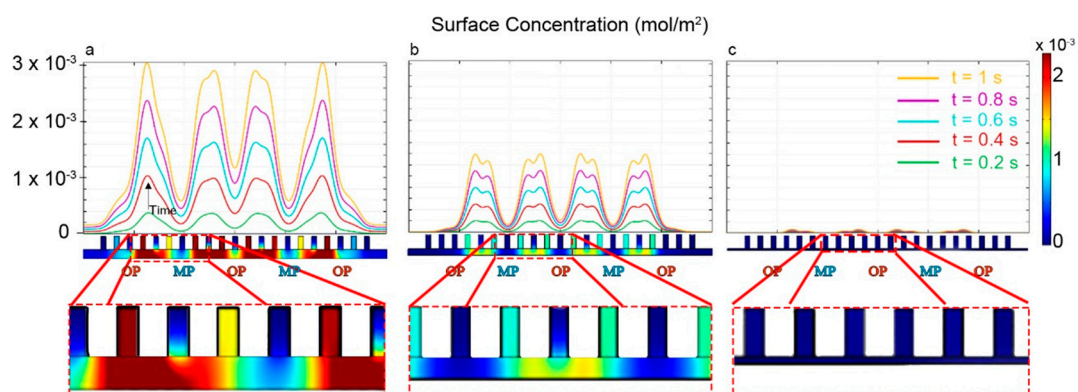 Surface Concentration (mol/m²)
a
b
c
3 x 10⁻³
2 x 10⁻³
1 x 10⁻³
0
Time
t = 1 s
t = 0.8 s
t = 0.6 s
t = 0.4 s
t = 0.2 s
x 10⁻³
2
1
0
OP MP OP MP OP
OP MP OP MP OP
OP MP OP MP OP